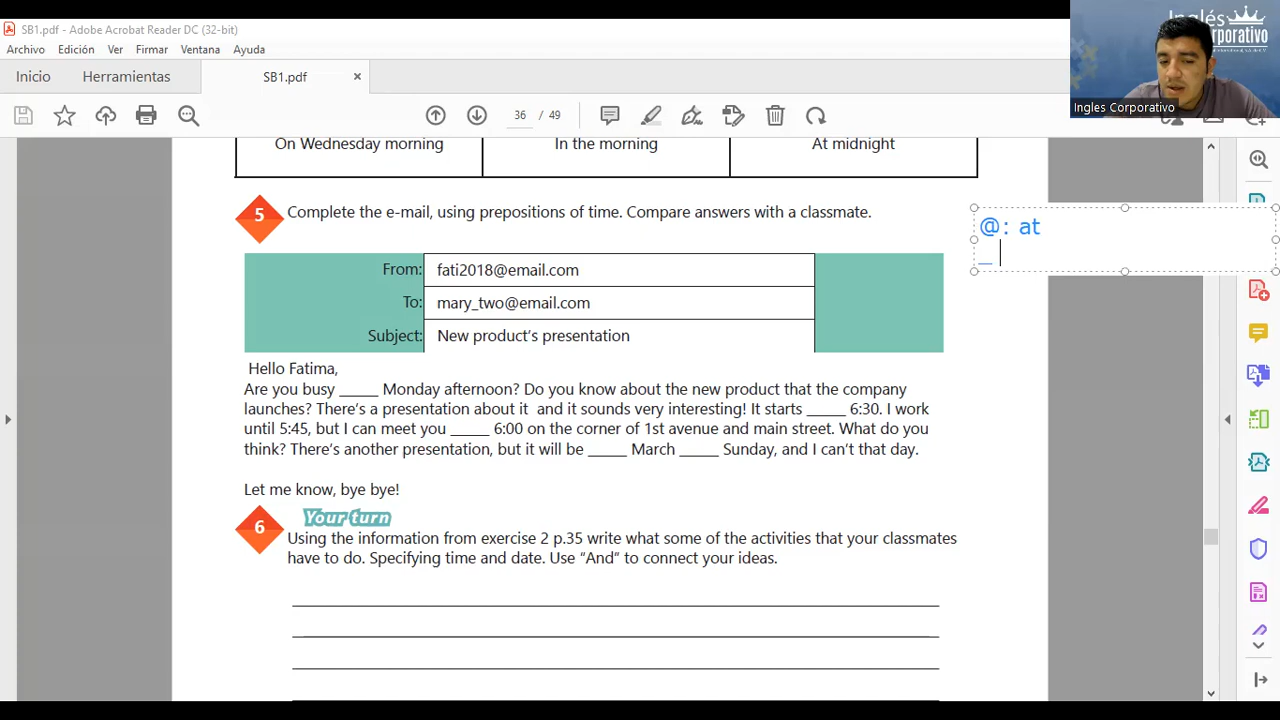 SB1.pdf - Adobe Acrobat Reader DC (32-bit)
Archivo Edición Ver Firmar Ventana Ayuda
Inicio Herramientas SB1.pdf ×
36 / 49
Inglés
Corporativo
Ingles Corporativo
On Wednesday morning In the morning At midnight
5 Complete the e-mail, using prepositions of time. Compare answers with a classmate.
@: at
_
From: fati2018@email.com
To: mary_two@email.com
Subject: New product's presentation
Hello Fatima,
Are you busy _____ Monday afternoon? Do you know about the new product that the company
launches? There's a presentation about it and it sounds very interesting! It starts _____ 6:30. I work
until 5:45, but I can meet you _____ 6:00 on the corner of 1st avenue and main street. What do you
think? There's another presentation, but it will be _____ March _____ Sunday, and I can't that day.
Let me know, bye bye!
6 Your turn
Using the information from exercise 2 p.35 write what some of the activities that your classmates
have to do. Specifying time and date. Use “And” to connect your ideas.